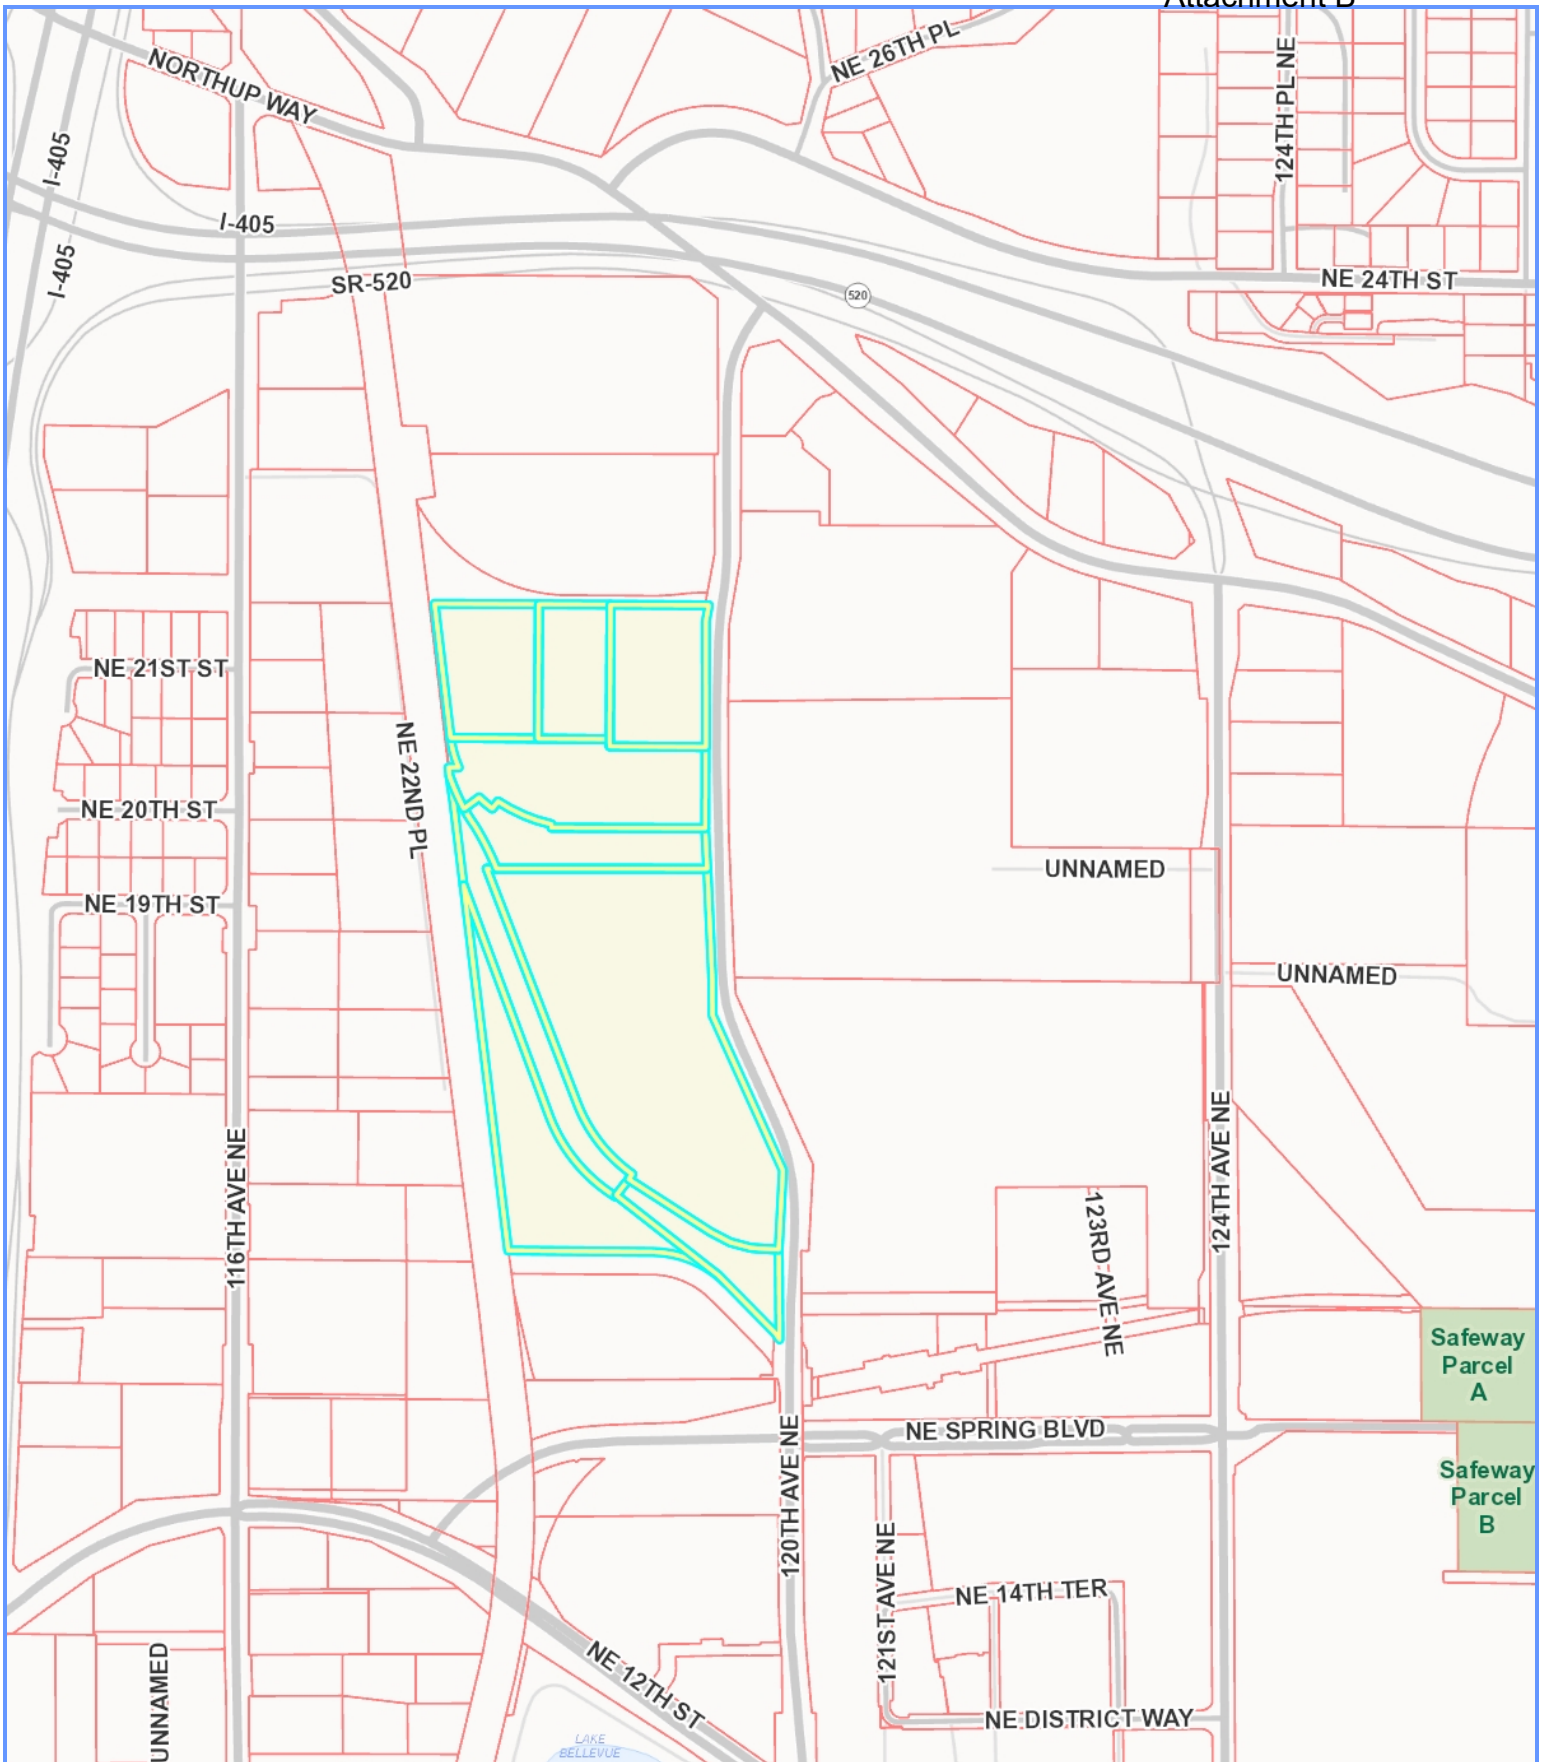 Attachment B
NE 26TH PL
NORTHUP WAY
124TH PL NE
I-405
I-405
I-405
SR-520
520
NE 24TH ST
NE 21ST ST
NE 22ND PL
NE 20TH ST
UNNAMED
NE 19TH ST
UNNAMED
116TH AVE NE
124TH AVE NE
123RD AVE NE
Safeway
Parcel
A
NE SPRING BLVD
120TH AVE NE
Safeway
Parcel
B
121ST AVE NE
NE 14TH TER
UNNAMED
NE 12TH ST
NE DISTRICT WAY
LAKE
BELLEVUE